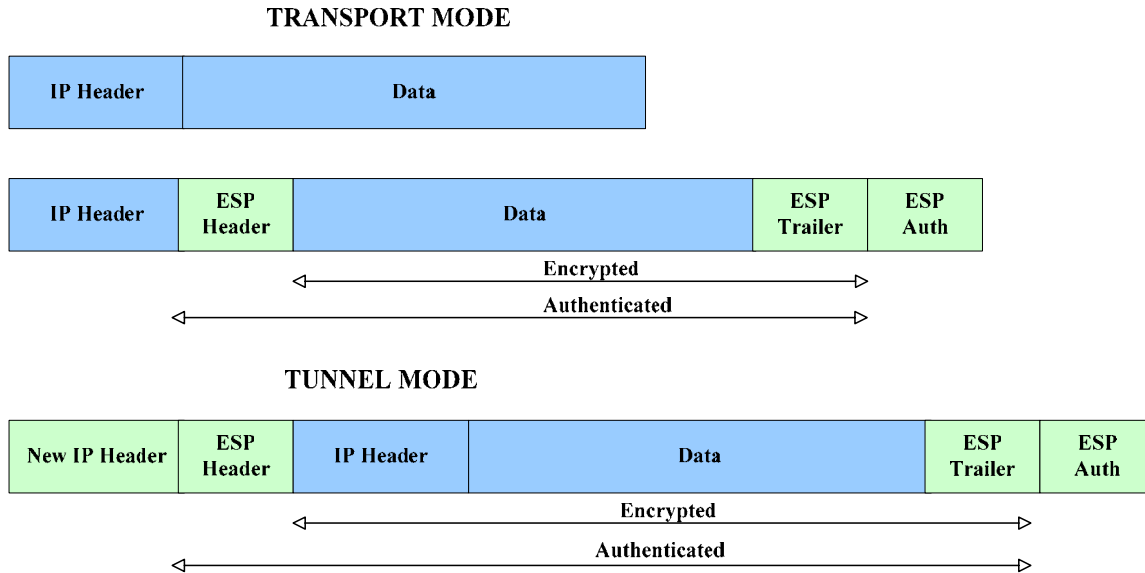 TRANSPORT MODE
IP Header
Data
IP Header
ESP
Header
Data
ESP
Trailer
ESP
Auth
Encrypted
Authenticated
TUNNEL MODE
New IP Header
ESP
Header
IP Header
Data
ESP
Trailer
ESP
Auth
Encrypted
Authenticated